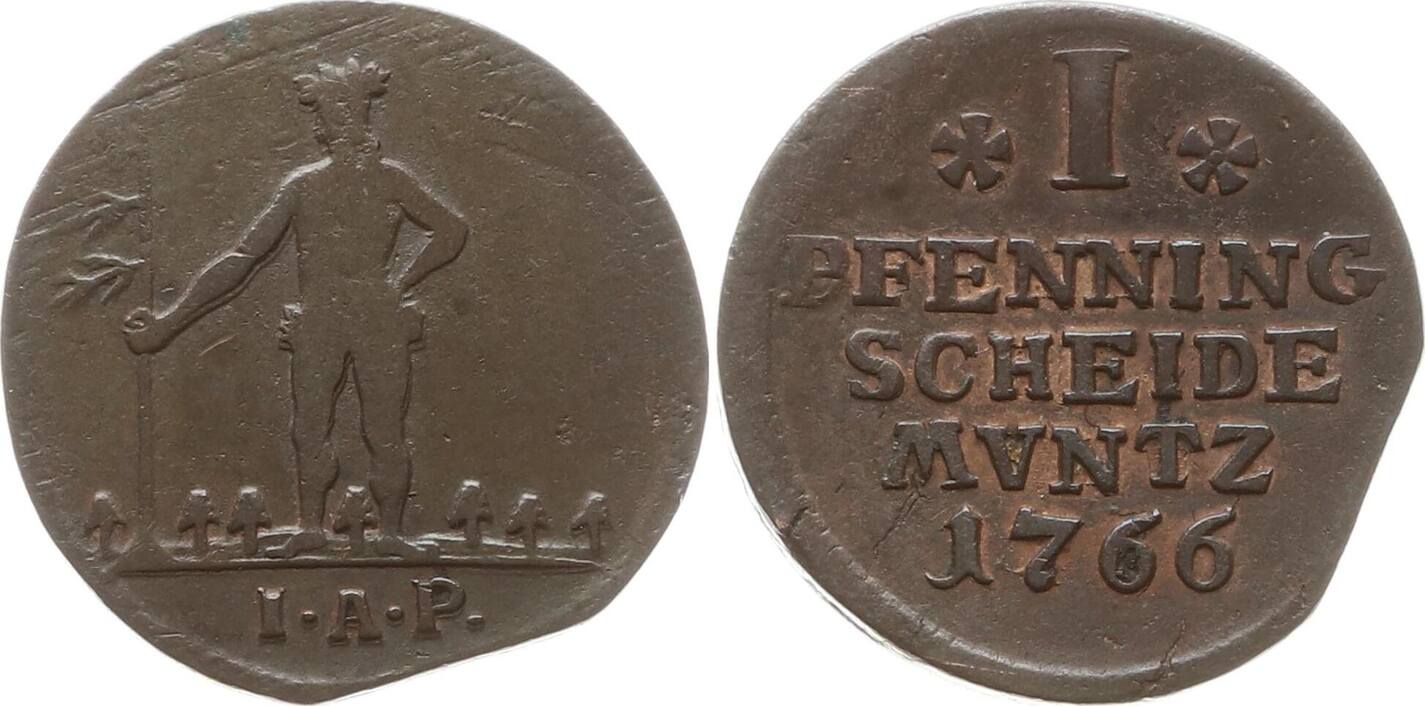 I·A·P.
I
PFENNING
SCHEIDE
MVNTZ
1766